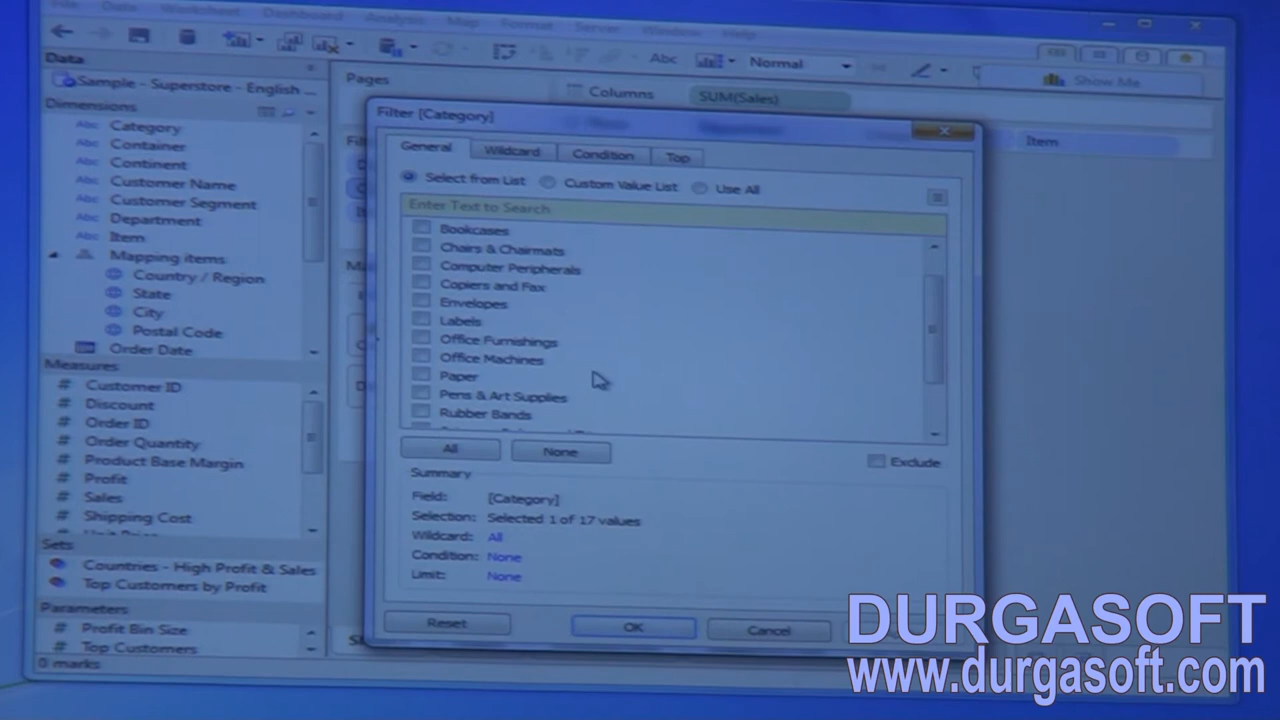 File Data Worksheet Dashboard Analysis Map Format Server Window Help
Abc
Normal
Data
Sample - Superstore - English ...
Dimensions
Abc Category
Abc Container
Abc Continent
Abc Customer Name
Abc Customer Segment
Abc Department
Abc Item
Mapping items
Country / Region
State
City
Postal Code
Order Date
Measures
# Customer ID
# Discount
# Order ID
# Order Quantity
# Product Base Margin
# Profit
# Sales
# Shipping Cost
Sets
Countries - High Profit & Sales
Top Customers by Profit
Parameters
# Profit Bin Size
# Top Customers
0 marks
Pages
Columns
SUM(Sales)
Show Me
Item
Filter [Category]
General Wildcard Condition Top
Select from List Custom Value List Use All
Enter Text to Search
Bookcases
Chairs & Chairmats
Computer Peripherals
Copiers and Fax
Envelopes
Labels
Office Furnishings
Office Machines
Paper
Pens & Art Supplies
Rubber Bands
All None Exclude
Summary
Field: [Category]
Selection: Selected 1 of 17 values
Wildcard: All
Condition: None
Limit: None
Reset OK Cancel
DURGASOFT
www.durgasoft.com